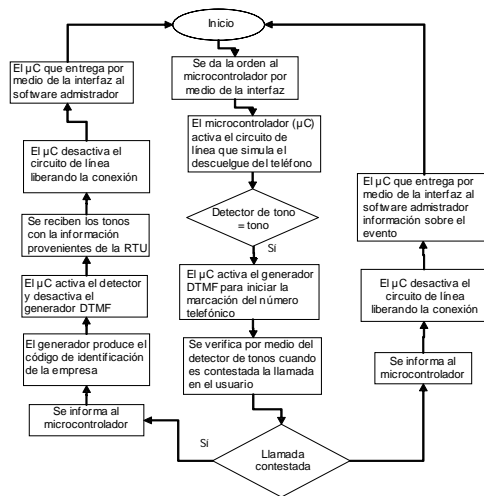 Inicio
Se da la orden al
microcontrolador por
medio de la interfaz
El microcontrolador (µC)
activa el circuito de
línea que simula el
descuelgue del teléfono
Detector de tono
= tono
Sí
El µC activa el generador
DTMF para iniciar la
marcación del número
telefónico
Se verifica por medio del
detector de tonos cuando
es contestada la llamada
en el usuario
Llamada
contestada
Sí
Se informa al
microcontrolador
El generador produce el
código de identificación
de la empresa
El µC activa el detector
y desactiva el
generador DTMF
Se reciben los tonos
con la información
provenientes de la RTU
El µC desactiva el
circuito de línea
liberando la conexión
El µC que entrega por
medio de la interfaz al
software admistrador
Se informa al
microcontrolador
El µC desactiva el
circuito de línea
liberando la conexión
El µC que entrega por
medio de la interfaz al
software admistrador
información sobre el
evento